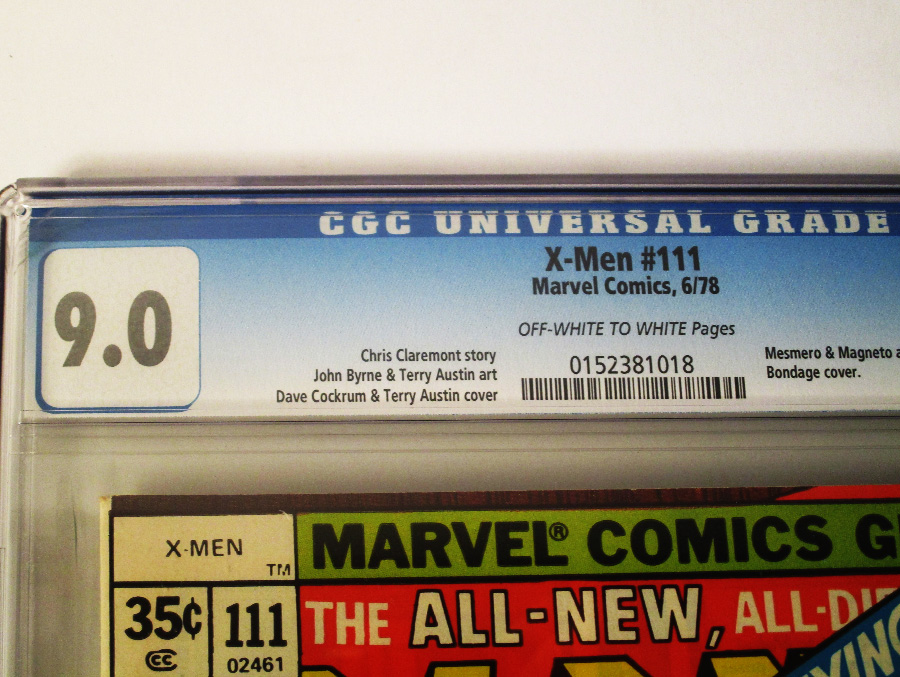 CGC UNIVERSAL GRADE
9.0
X-Men #111
Marvel Comics, 6/78
OFF-WHITE TO WHITE Pages
Chris Claremont story
John Byrne & Terry Austin art
Dave Cockrum & Terry Austin cover
0152381018
Mesmero & Magneto
Bondage cover.
X-MEN
TM
35¢
CC
111
02461
MARVEL® COMICS G
THE ALL-NEW, ALL-DI